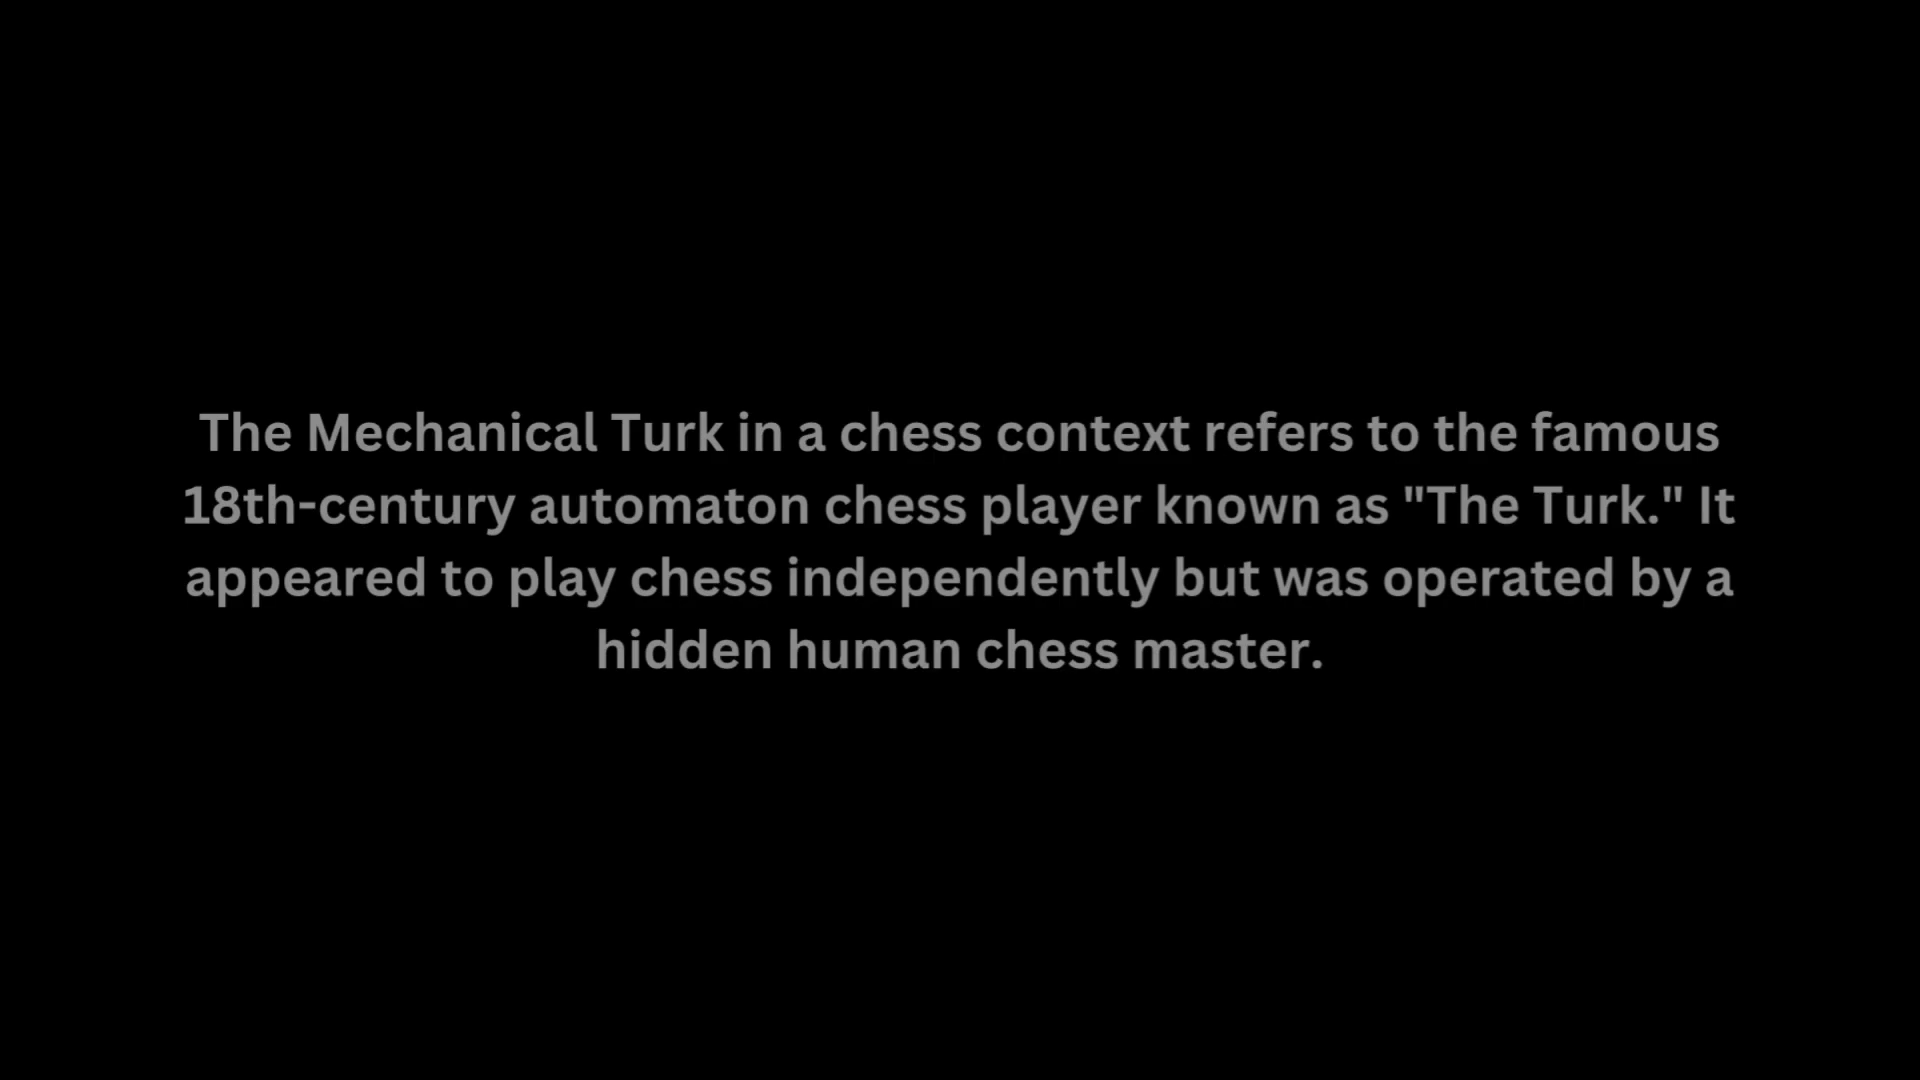 The Mechanical Turk in a chess context refers to the famous
18th-century automaton chess player known as "The Turk." It
appeared to play chess independently but was operated by a
hidden human chess master.